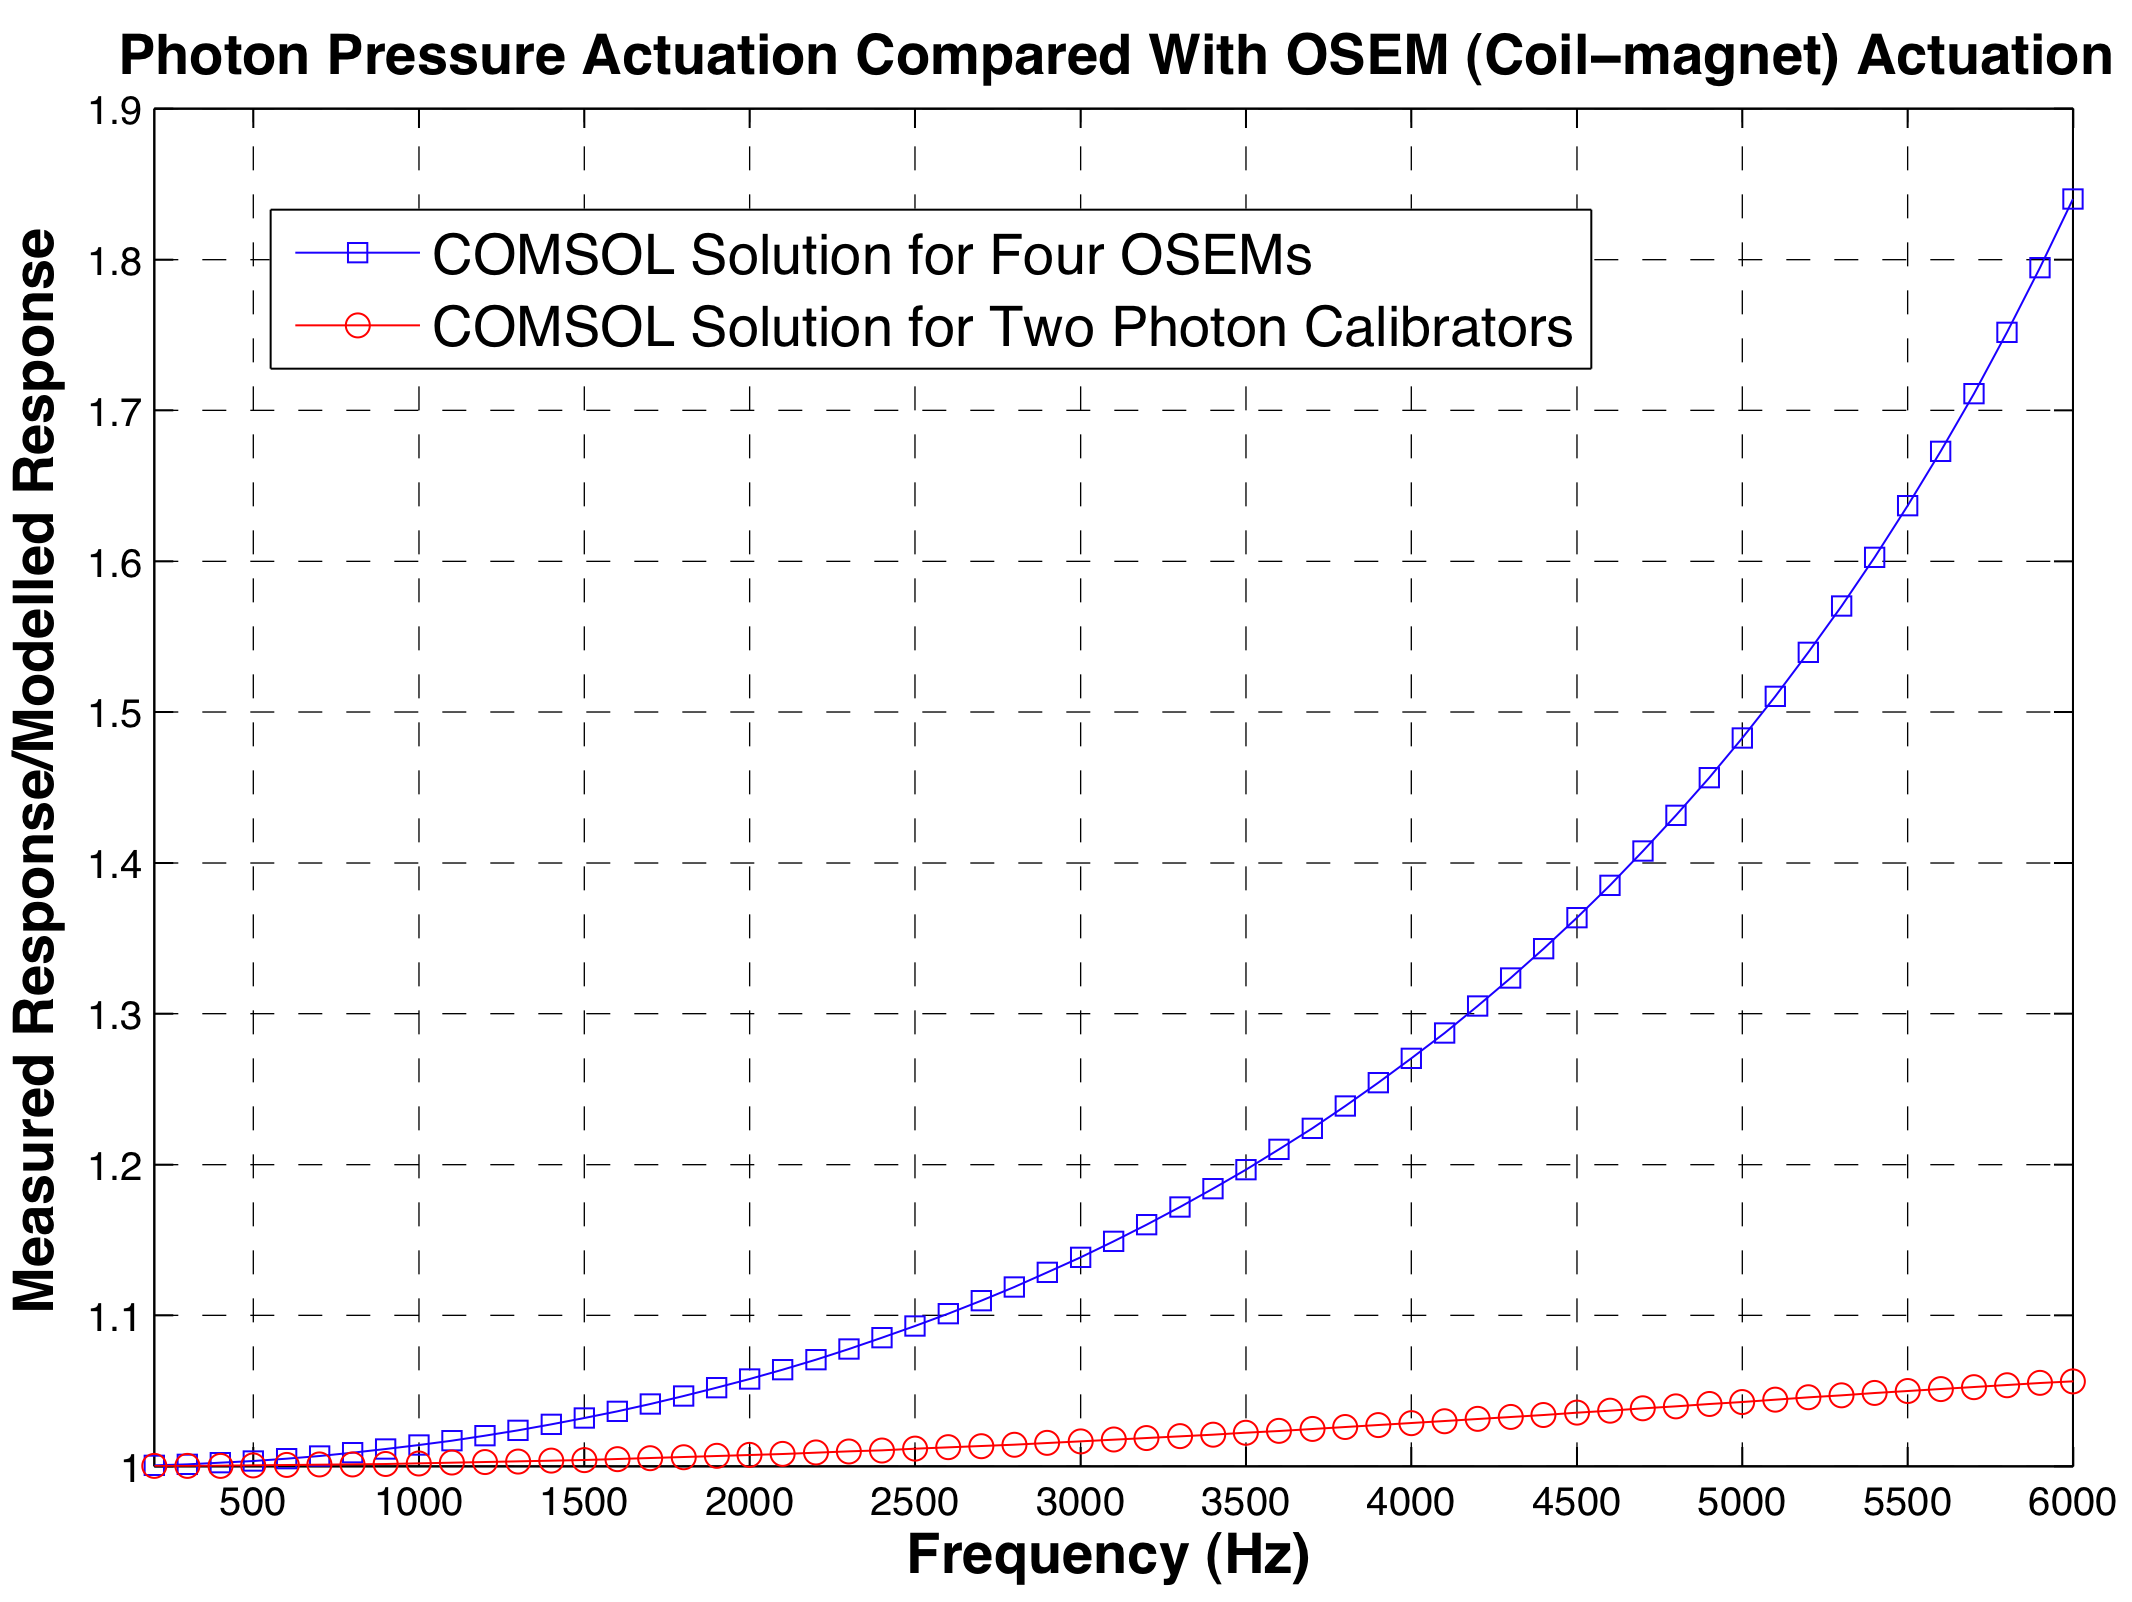 Photon Pressure Actuation Compared With OSEM (Coil−magnet) Actuation
1.9
1.8
1.7
1.6
1.5
1.4
1.3
1.2
1.1
1
Measured Response/Modelled Response
COMSOL Solution for Four OSEMs
COMSOL Solution for Two Photon Calibrators
500 1000 1500 2000 2500 3000 3500 4000 4500 5000 5500 6000
Frequency (Hz)